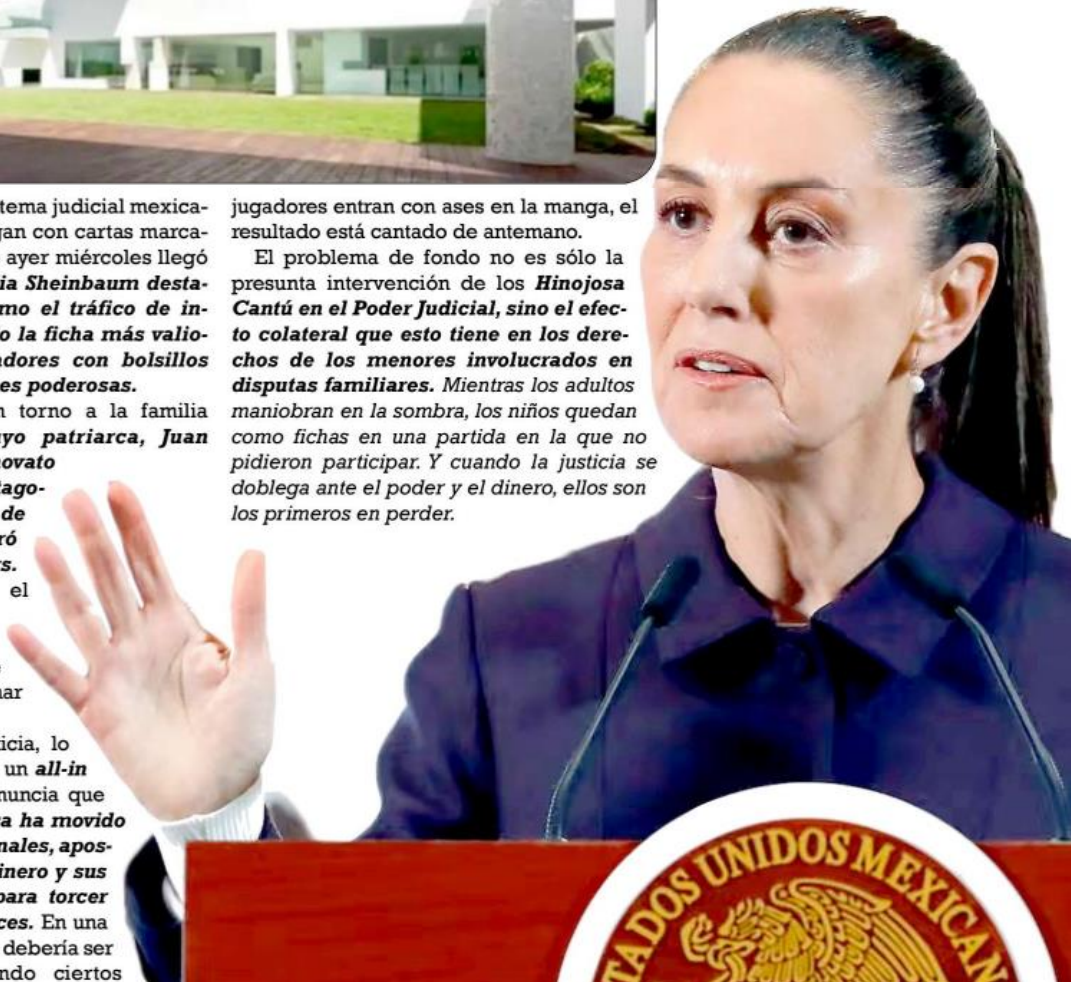 tema judicial mexica-
gan con cartas marca-
ayer miércoles llegó
ia Sheinbaum desta-
mo el tráfico de in-
o la ficha más valio-
adores con bolsillos
es poderosas.
n torno a la familia
yo patriarca, Juan
ovato
tago-
de
ró
s.
el
nar
icia, lo
un all-in
nuncia que
a ha movido
nales, apos-
inero y sus
para torcer
ces. En una
debería ser
ndo ciertos
jugadores entran con ases en la manga, el
resultado está cantado de antemano.
El problema de fondo no es sólo la
presunta intervención de los Hinojosa
Cantú en el Poder Judicial, sino el efec-
to colateral que esto tiene en los dere-
chos de los menores involucrados en
disputas familiares. Mientras los adultos
maniobran en la sombra, los niños quedan
como fichas en una partida en la que no
pidieron participar. Y cuando la justicia se
doblega ante el poder y el dinero, ellos son
los primeros en perder.
TADOS UNIDOS MEXICAN